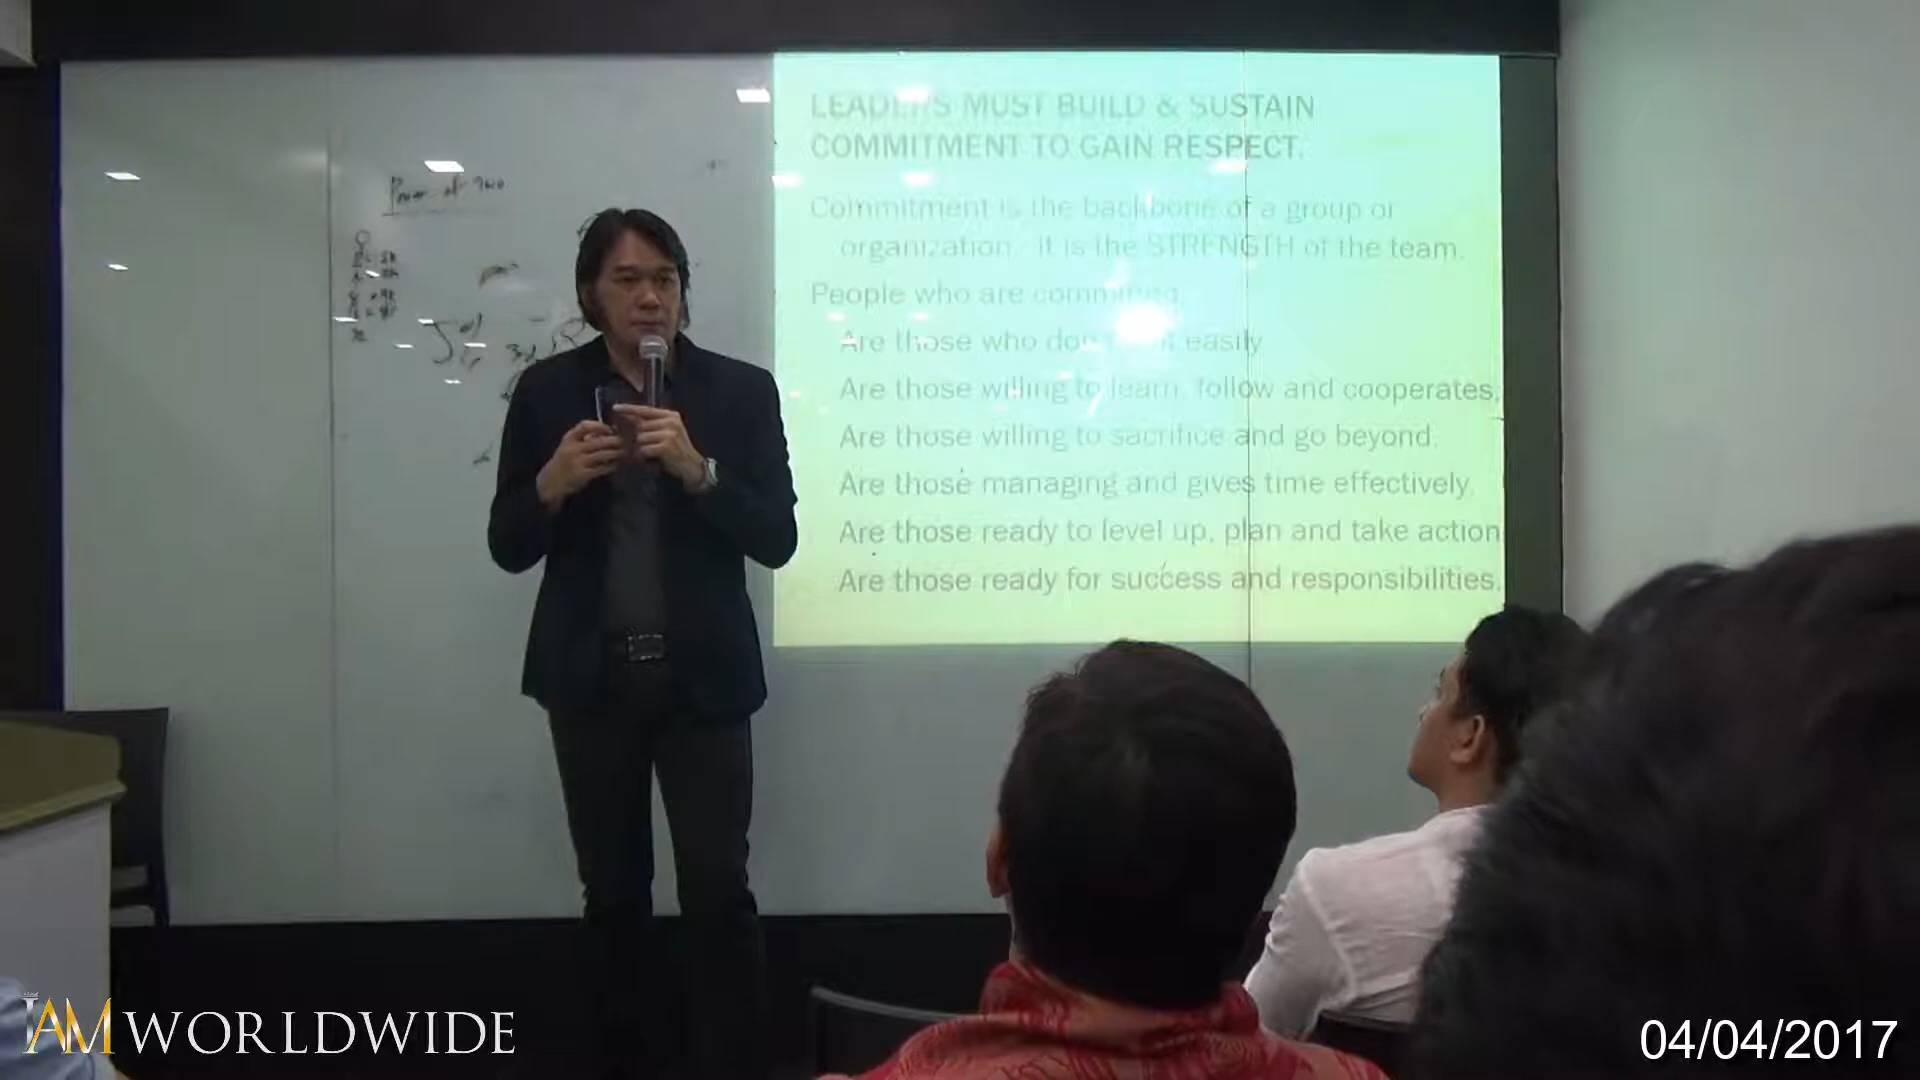 Power of Two
LEADERS MUST BUILD & SUSTAIN
COMMITMENT TO GAIN RESPECT.
Commitment is the backbone of a group or
organization. It is the STRENGTH of the team.
People who are committing,
Are those who don't quit easily
Are those willing to learn, follow and cooperates,
Are those willing to sacrifice and go beyond.
Are those managing and gives time effectively,
Are those ready to level up, plan and take action
Are those ready for success and responsibilities.
IAM WORLDWIDE
04/04/2017